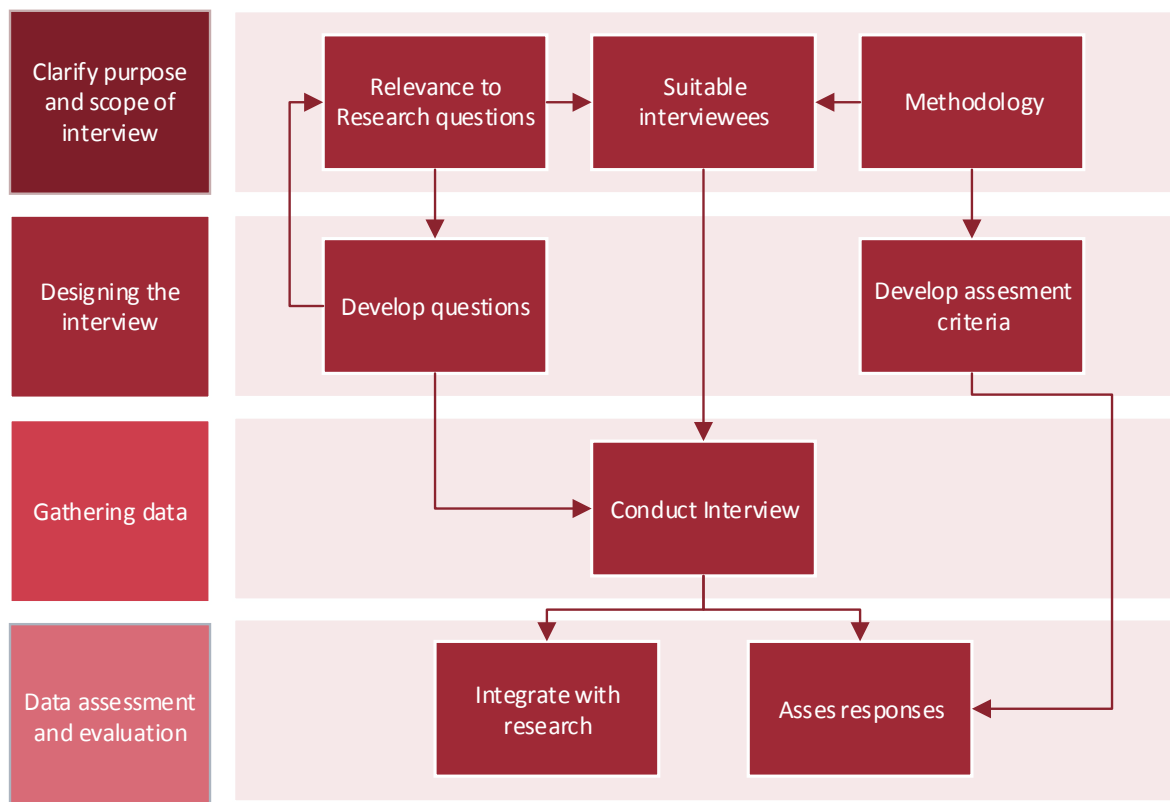 Clarify purpose
and scope of
interview
Relevance to
Research questions
Suitable
interviewees
Methodology
Designing the
interview
Develop questions
Develop assesment
criteria
Gathering data
Conduct Interview
Data assessment
and evaluation
Integrate with
research
Asses responses